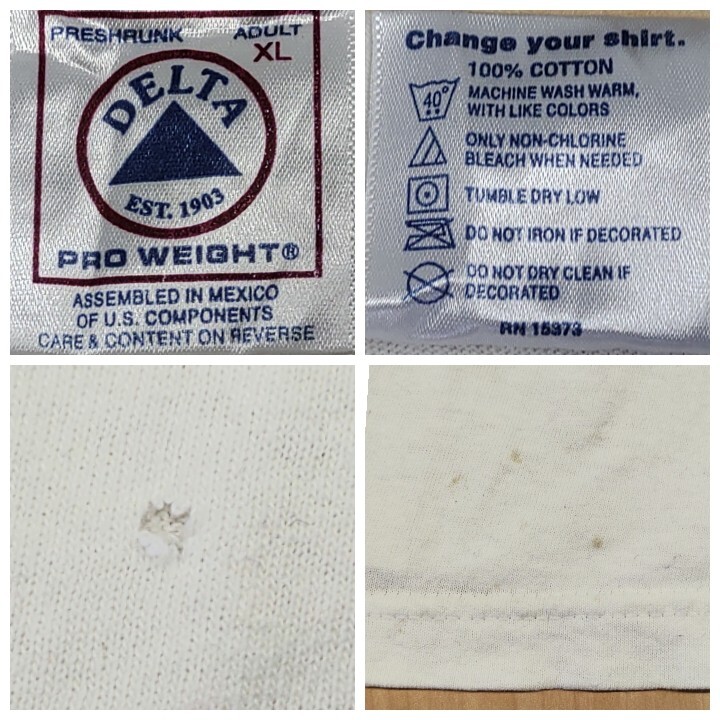 PRESHRUNK ADULT
XL
DELTA
EST. 1903
PRO WEIGHT®
ASSEMBLED IN MEXICO
OF U.S. COMPONENTS
CARE & CONTENT ON REVERSE
Change your shirt.
100% COTTON
40° MACHINE WASH WARM,
WITH LIKE COLORS
ONLY NON-CHLORINE
BLEACH WHEN NEEDED
TUMBLE DRY LOW
DO NOT IRON IF DECORATED
DO NOT DRY CLEAN IF
DECORATED
RN 15373